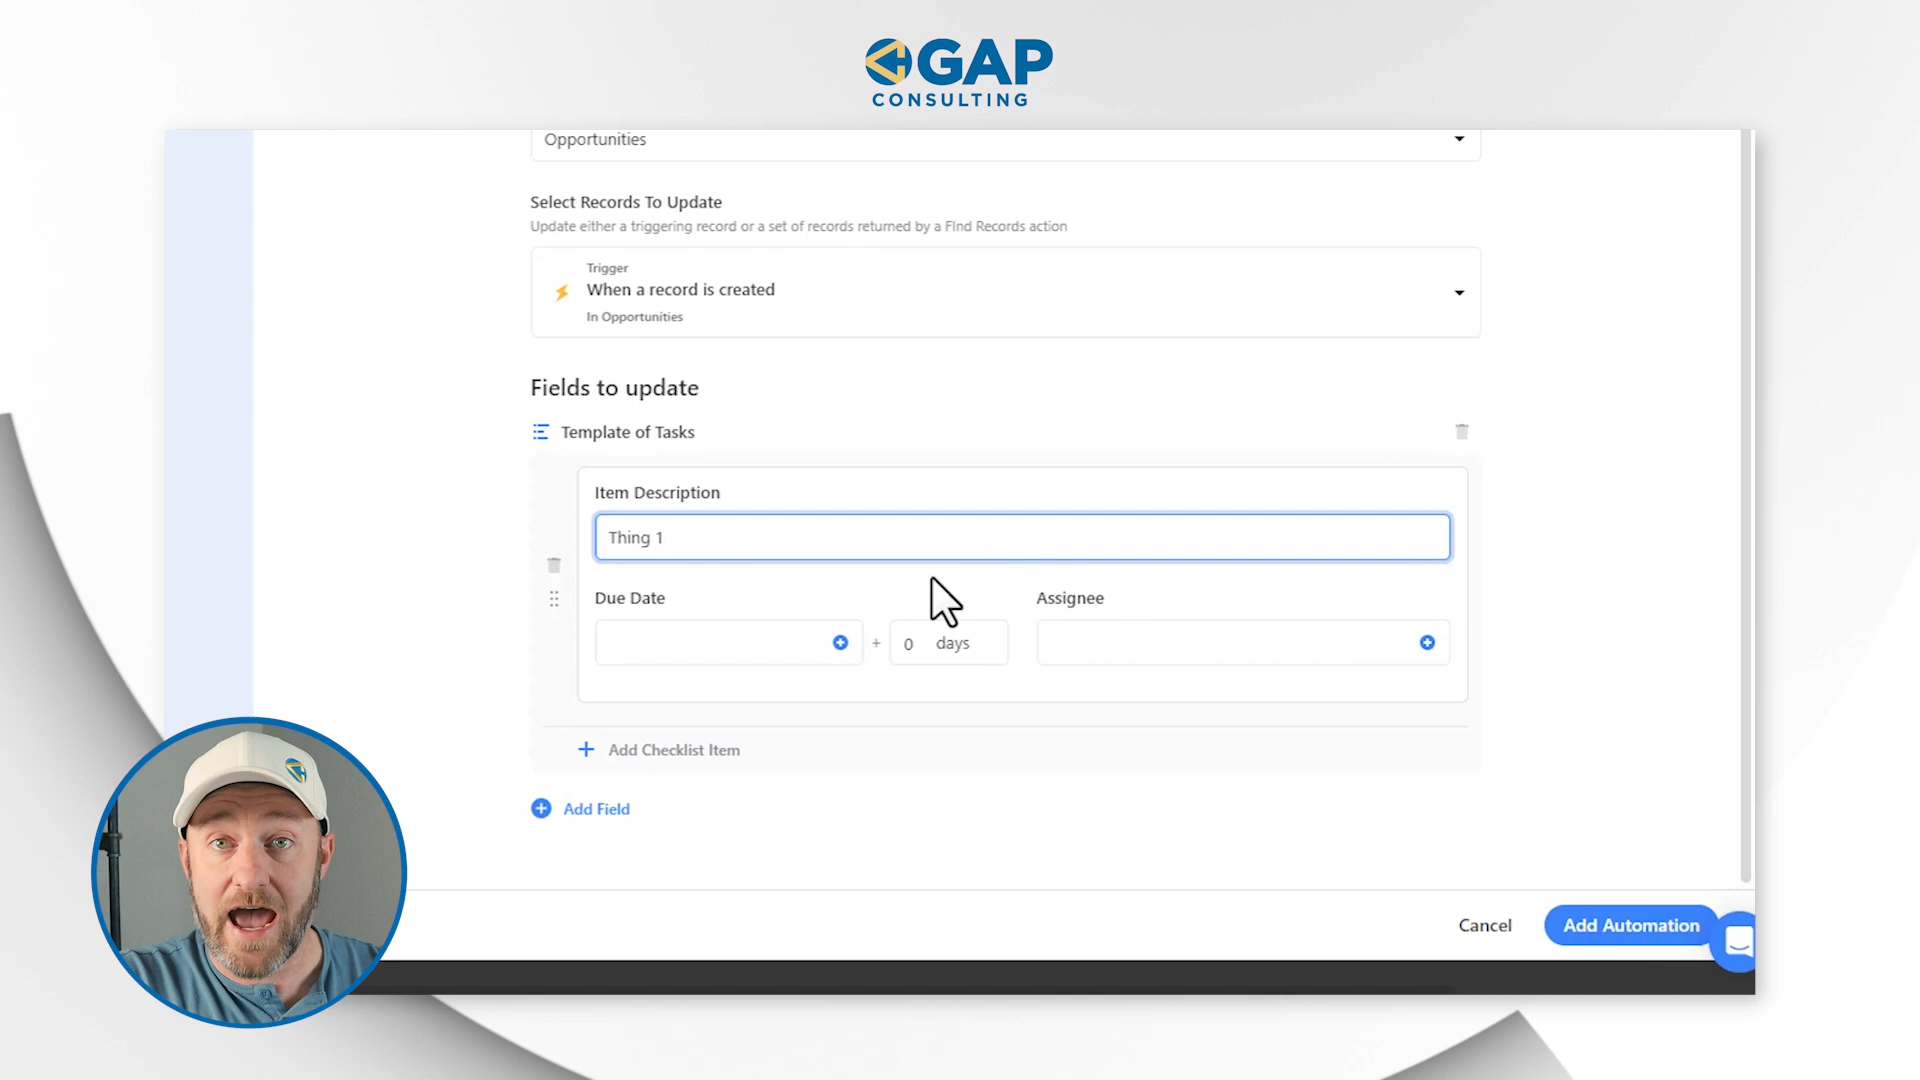 GAP
CONSULTING
Opportunities
Select Records To Update
Update either a triggering record or a set of records returned by a Find Records action
Trigger
When a record is created
In Opportunities
Fields to update
Template of Tasks
Item Description
Thing 1
Due Date
Assignee
+ 0 days
+ Add Checklist Item
Add Field
Cancel
Add Automation